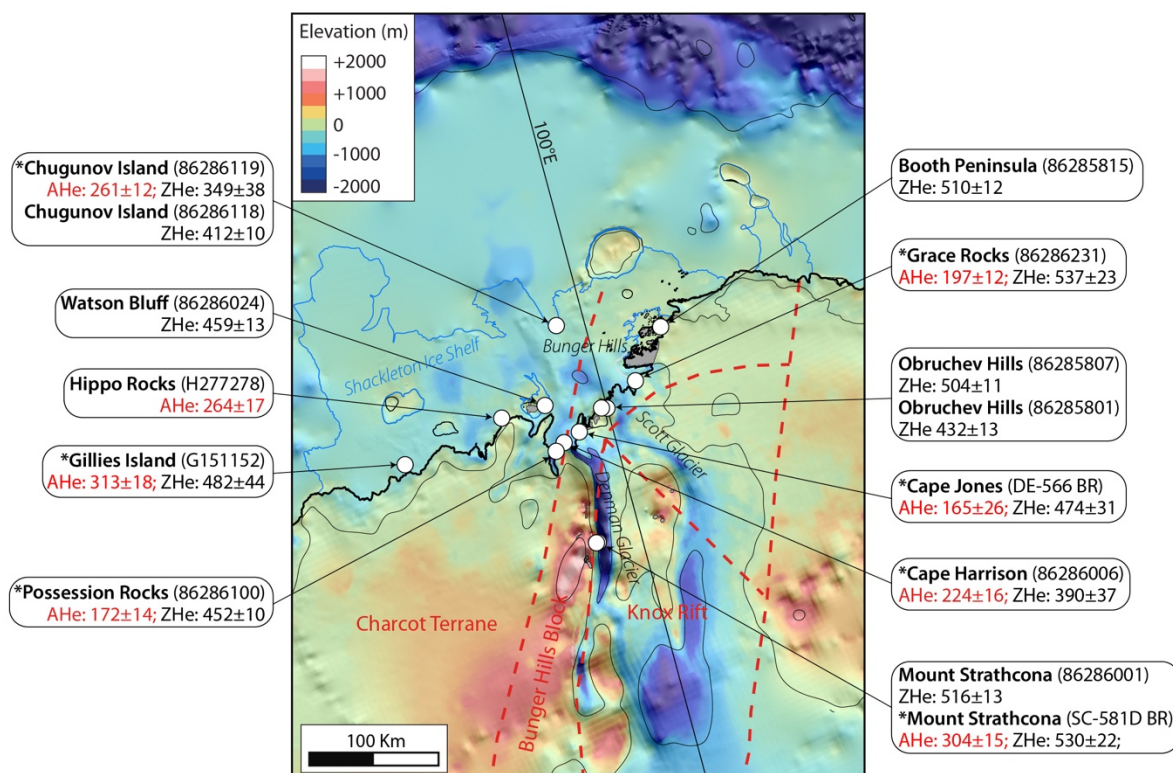 Elevation (m)
+2000
+1000
0
-1000
-2000
100°E
*Chugunov Island (86286119)
AHe: 261±12; ZHe: 349±38
Chugunov Island (86286118)
ZHe: 412±10
Watson Bluff (86286024)
ZHe: 459±13
Hippo Rocks (H277278)
AHe: 264±17
*Gillies Island (G151152)
AHe: 313±18; ZHe: 482±44
*Possession Rocks (86286100)
AHe: 172±14; ZHe: 452±10
Booth Peninsula (86285815)
ZHe: 510±12
*Grace Rocks (86286231)
AHe: 197±12; ZHe: 537±23
Obruchev Hills (86285807)
ZHe: 504±11
Obruchev Hills (86285801)
ZHe 432±13
*Cape Jones (DE-566 BR)
AHe: 165±26; ZHe: 474±31
*Cape Harrison (86286006)
AHe: 224±16; ZHe: 390±37
Mount Strathcona (86286001)
ZHe: 516±13
*Mount Strathcona (SC-581D BR)
AHe: 304±15; ZHe: 530±22;
Bunger Hills
Shackleton Ice Shelf
Scott Glacier
Denman Glacier
Charcot Terrane
Bunger Hills Block
Knox Rift
100 Km